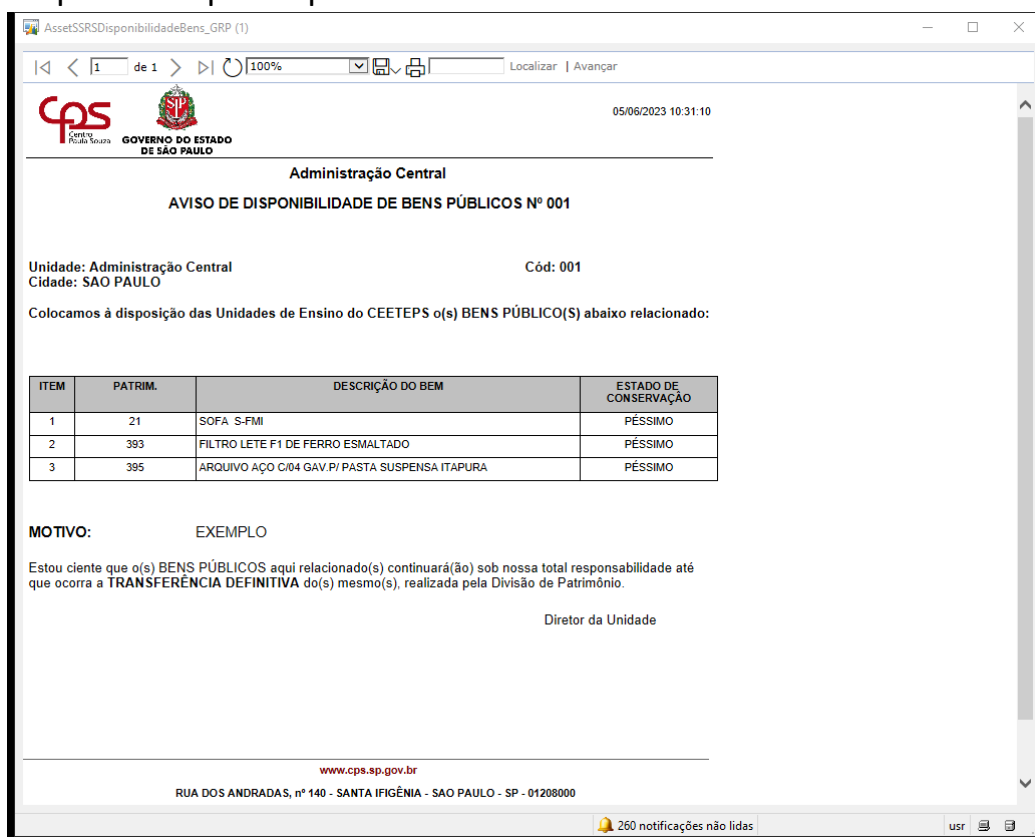 AssetSSRSDisponibilidadeBens_GRP (1)
1 de 1 100% Localizar | Avançar
cps
Centro
Paula Souza
SP
GOVERNO DO ESTADO
DE SÃO PAULO
05/06/2023 10:31:10
Administração Central
AVISO DE DISPONIBILIDADE DE BENS PÚBLICOS Nº 001
Unidade: Administração Central Cód: 001
Cidade: SAO PAULO
Colocamos à disposição das Unidades de Ensino do CEETEPS o(s) BENS PÚBLICO(S) abaixo relacionado:
ITEM PATRIM. DESCRIÇÃO DO BEM ESTADO DE
CONSERVAÇÃO
1 21 SOFA S-FMI PÉSSIMO
2 393 FILTRO LETE F1 DE FERRO ESMALTADO PÉSSIMO
3 395 ARQUIVO AÇO C/04 GAV.P/ PASTA SUSPENSA ITAPURA PÉSSIMO
MOTIVO: EXEMPLO
Estou ciente que o(s) BENS PÚBLICOS aqui relacionado(s) continuará(ão) sob nossa total responsabilidade até
que ocorra a TRANSFERÊNCIA DEFINITIVA do(s) mesmo(s), realizada pela Divisão de Patrimônio.
Diretor da Unidade
www.cps.sp.gov.br
RUA DOS ANDRADAS, nº 140 - SANTA IFIGÊNIA - SAO PAULO - SP - 01208000
260 notificações não lidas usr